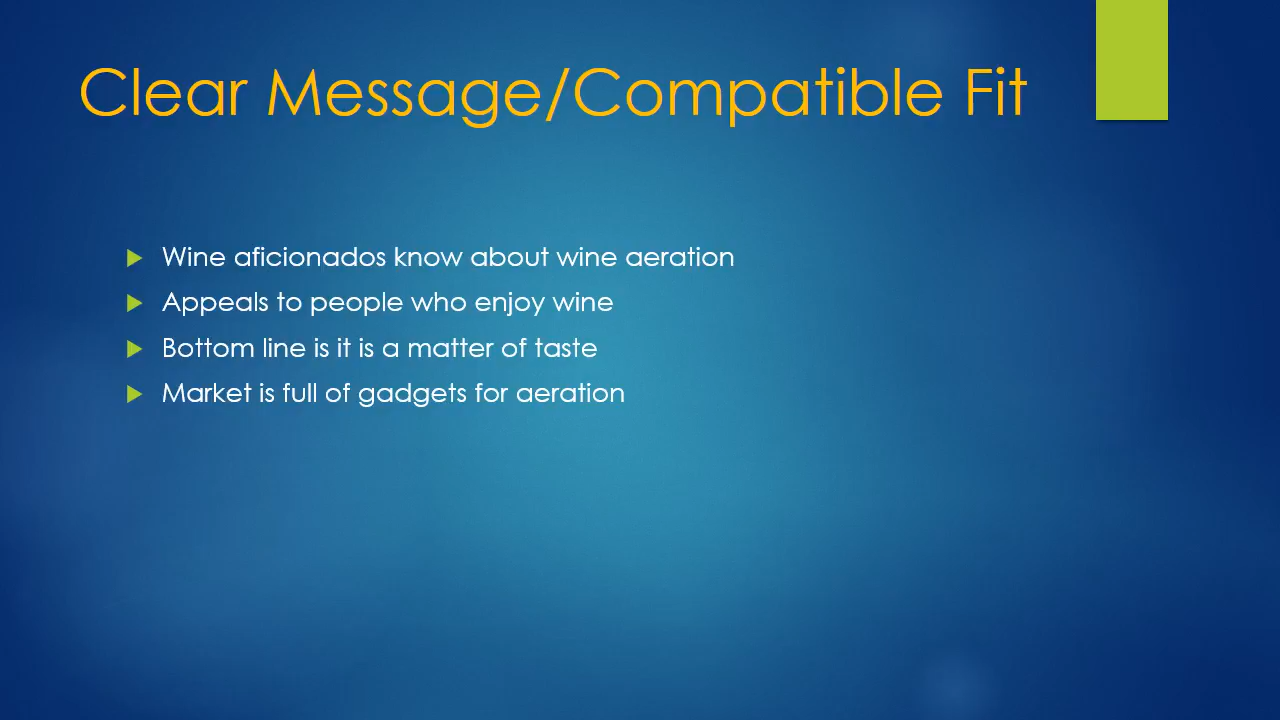 Clear Message/Compatible Fit
Wine aficionados know about wine aeration
Appeals to people who enjoy wine
Bottom line is it is a matter of taste
Market is full of gadgets for aeration